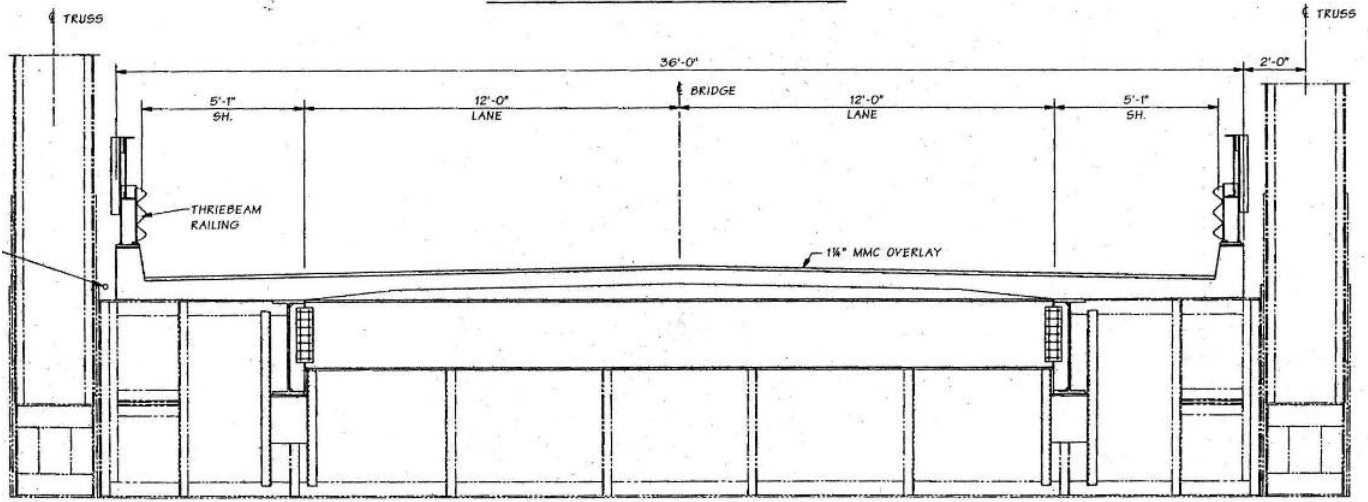 ℄ TRUSS
℄ TRUSS
36'-0"
2'-0"
℄ BRIDGE
5'-1"
SH.
12'-0"
LANE
12'-0"
LANE
5'-1"
SH.
THRIEBEAM
RAILING
1¼" MMC OVERLAY